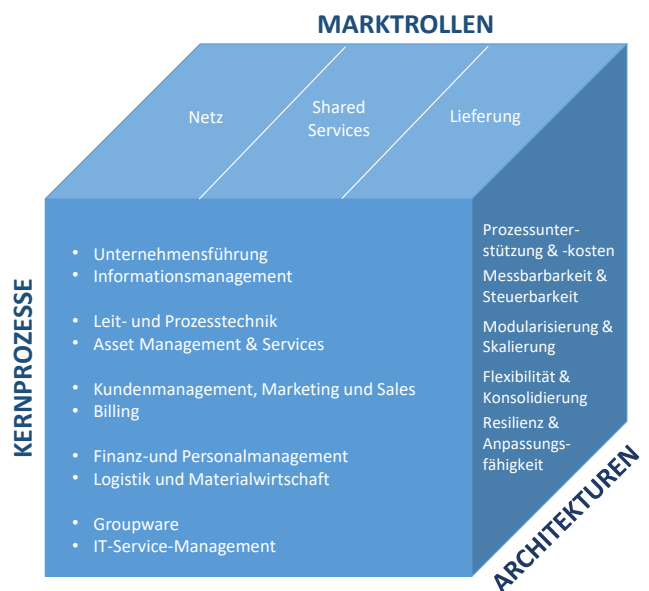 MARKTROLLEN
Netz
Shared
Services
Lieferung
KERNPROZESSE
• Unternehmensführung
• Informationsmanagement
• Leit- und Prozesstechnik
• Asset Management & Services
• Kundenmanagement, Marketing und Sales
• Billing
• Finanz-und Personalmanagement
• Logistik und Materialwirtschaft
• Groupware
• IT-Service-Management
Prozessunter-
stützung & -kosten
Messbarbarkeit &
Steuerbarkeit
Modularisierung &
Skalierung
Flexibilität &
Konsolidierung
Resilienz &
Anpassungs-
fähigkeit
ARCHITEKTUREN